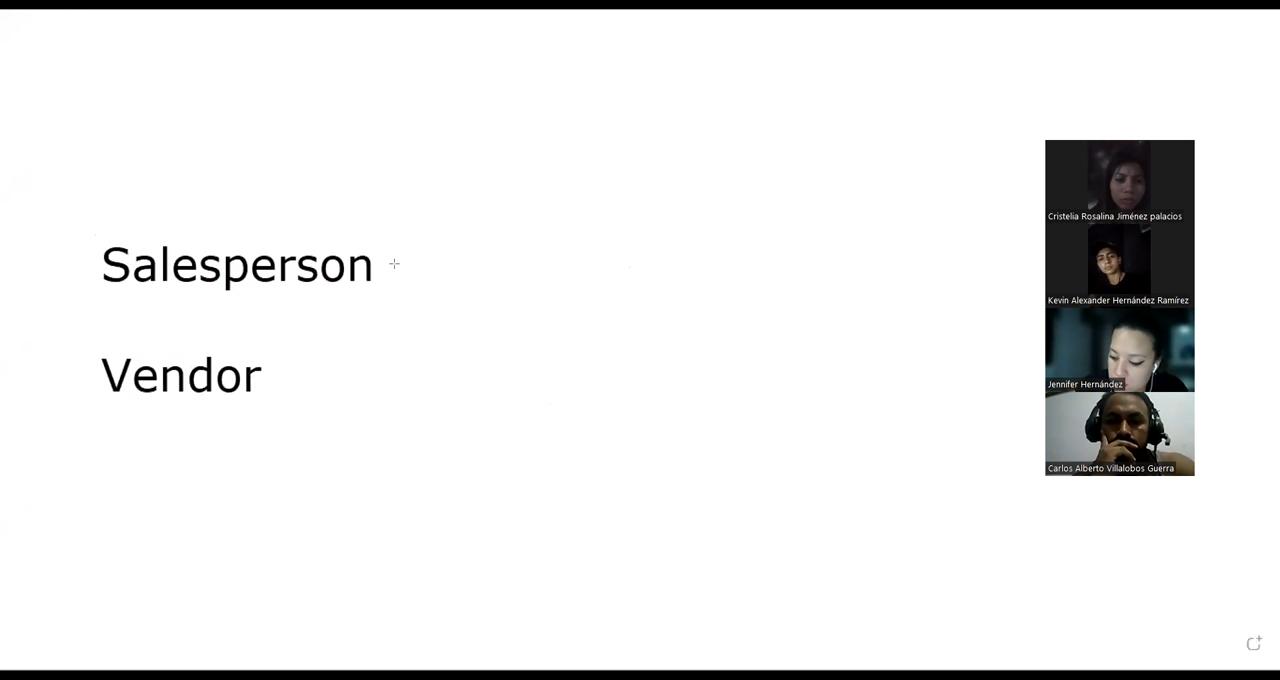 Salesperson
Vendor
Cristelia Rosalina Jiménez palacios
Kevin Alexander Hernández Ramírez
Jennifer Hernández
Carlos Alberto Villalobos Guerra